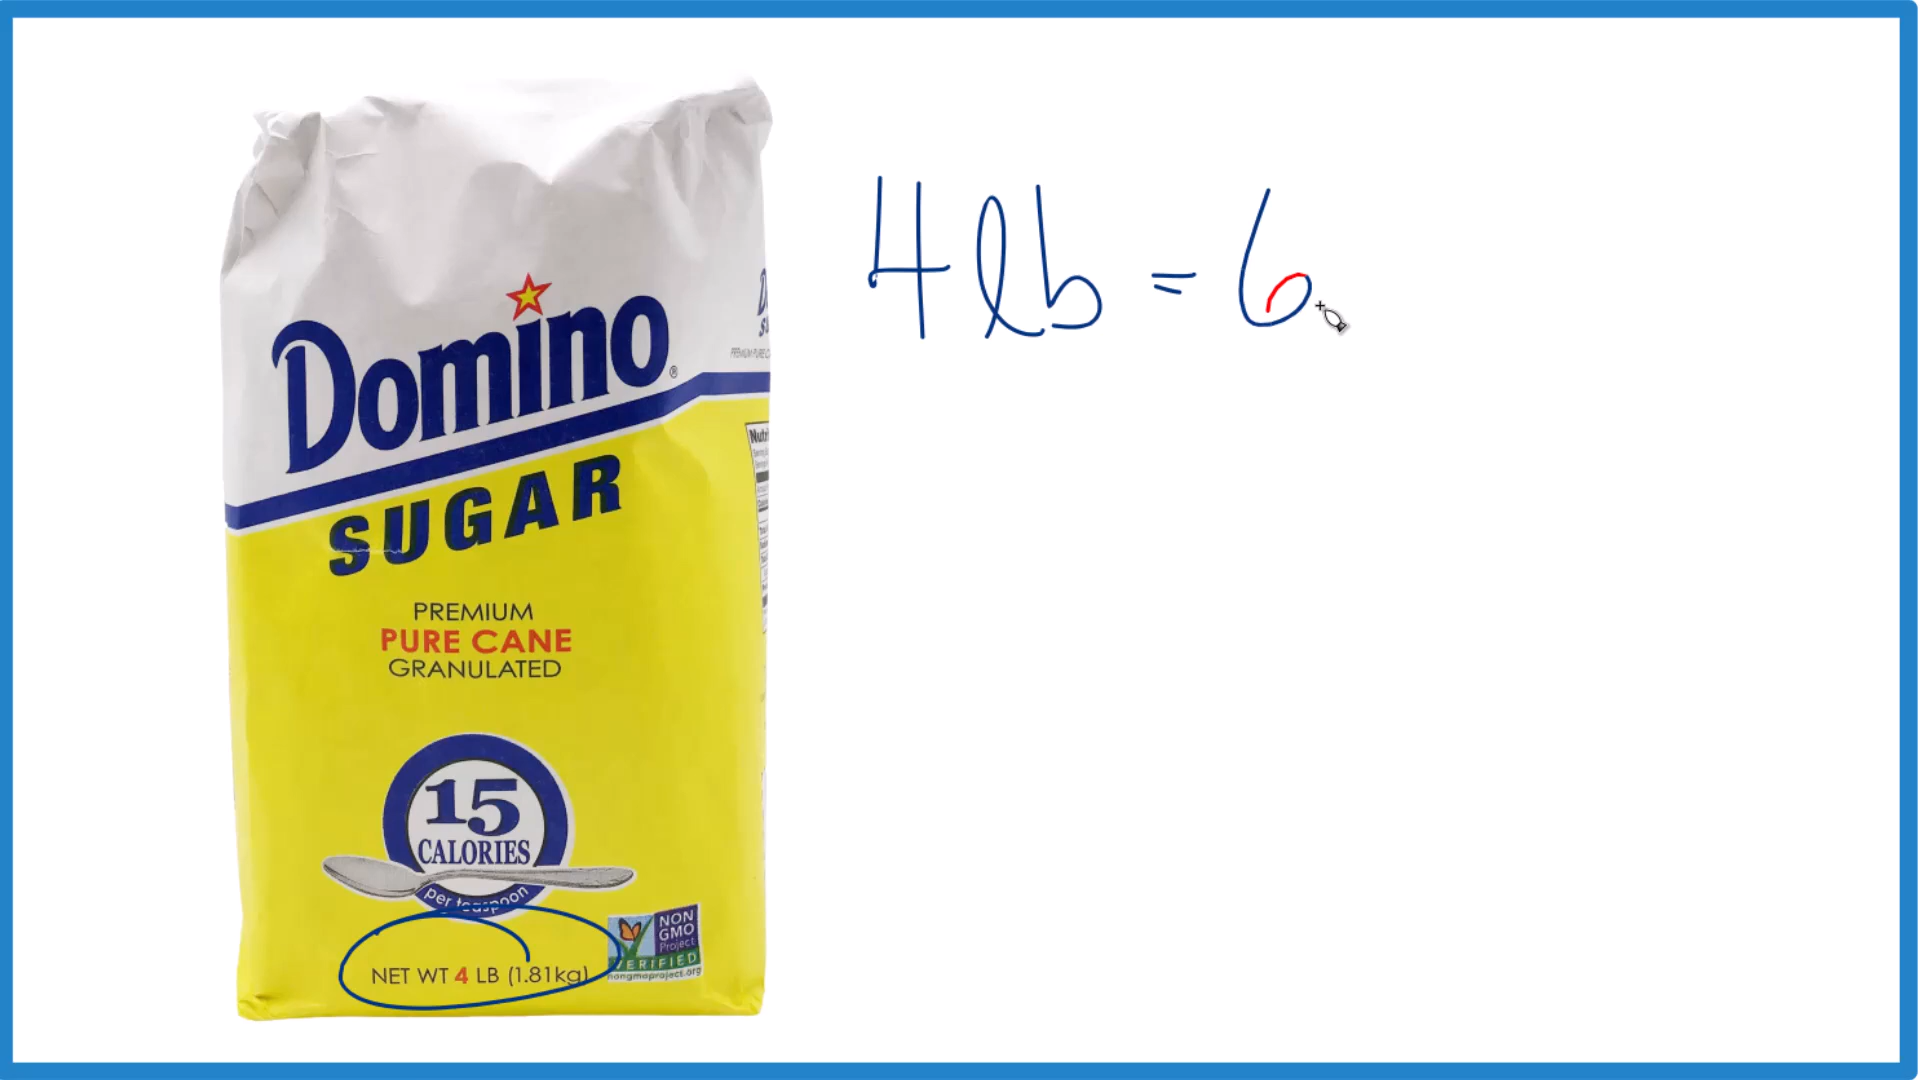 4 lb = 6
Domino®
SUGAR
PREMIUM
PURE CANE
GRANULATED
15
CALORIES
per teaspoon
NET WT 4 LB (1.81kg)
NON
GMO
Project
VERIFIED
nongmoproject.org